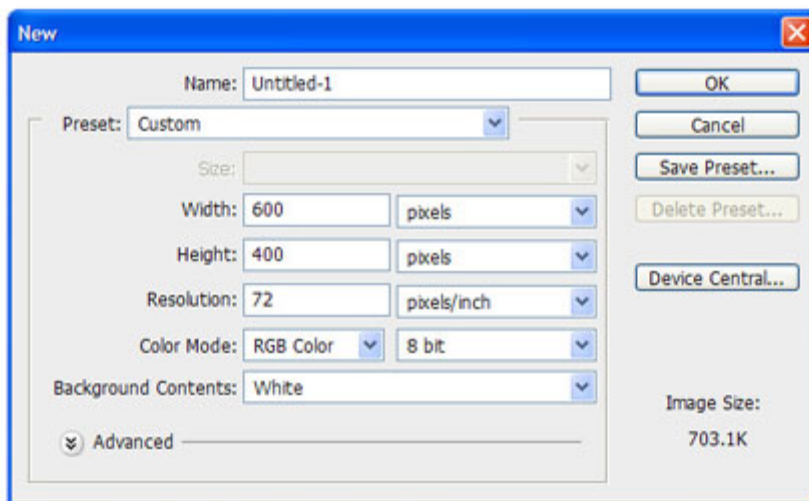 New
Name: Untitled-1
OK
Preset: Custom
Cancel
Size:
Save Preset...
Width: 600 pixels
Delete Preset...
Height: 400 pixels
Device Central...
Resolution: 72 pixels/inch
Color Mode: RGB Color 8 bit
Background Contents: White
Image Size:
703.1K
Advanced